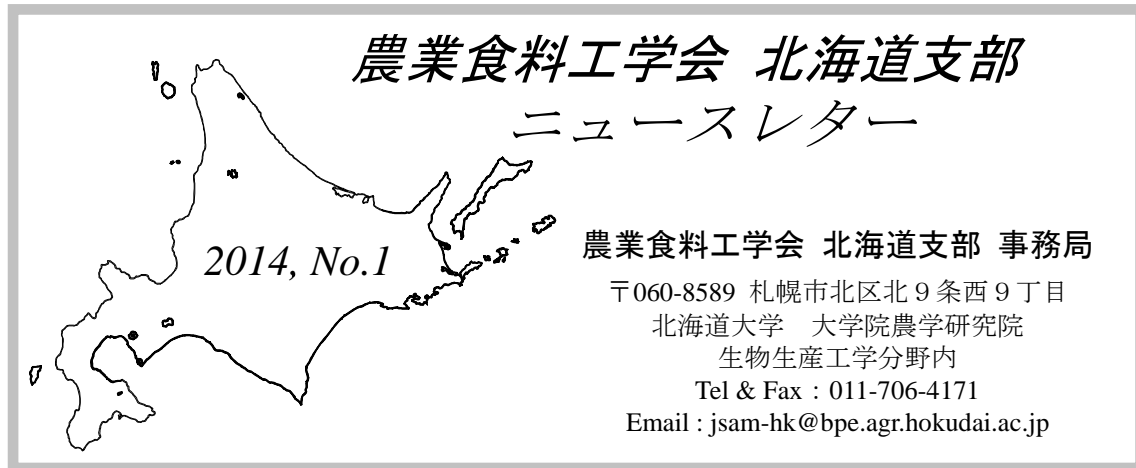 農業食料工学会 北海道支部
ニュースレター
2014, No.1
農業食料工学会 北海道支部 事務局
〒060-8589 札幌市北区北９条西９丁目
北海道大学　大学院農学研究院
生物生産工学分野内
Tel & Fax：011-706-4171
Email : jsam-hk@bpe.agr.hokudai.ac.jp